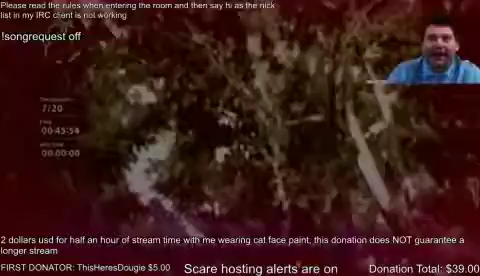 Please read the rules when entering the room and then say hi as the nick
list in my IRC client is not working
!songrequest off
7/20
00:45:54
00:00:00
2 dollars usd for half an hour of stream time with me wearing cat face paint, this donation does NOT guarantee a
longer stream
FIRST DONATOR: ThisHeresDougie $5.00
Scare hosting alerts are on
Donation Total: $39.00